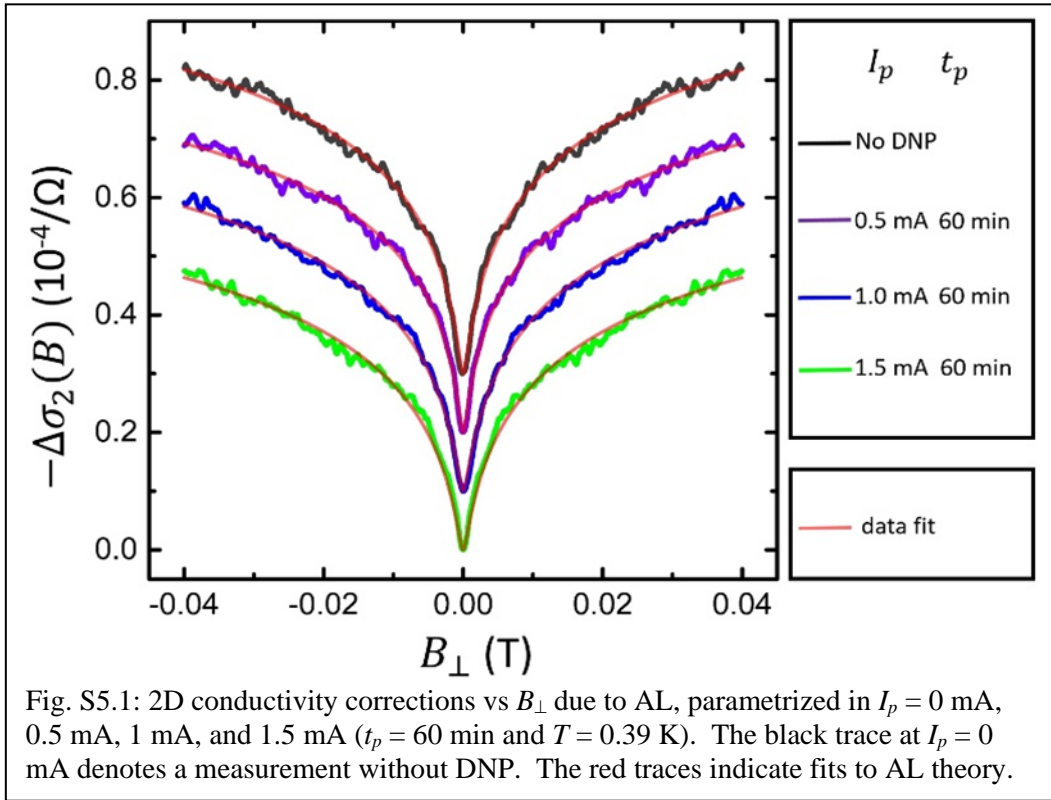 0.8
0.6
0.4
0.2
0.0
−Δσ₂(B) (10⁻⁴/Ω)
-0.04 -0.02 0.00 0.02 0.04
B⊥ (T)
Iₚ tₚ
No DNP
0.5 mA 60 min
1.0 mA 60 min
1.5 mA 60 min
data fit
Fig. S5.1: 2D conductivity corrections vs B⊥ due to AL, parametrized in Iₚ = 0 mA,
0.5 mA, 1 mA, and 1.5 mA (tₚ = 60 min and T = 0.39 K). The black trace at Iₚ = 0
mA denotes a measurement without DNP. The red traces indicate fits to AL theory.